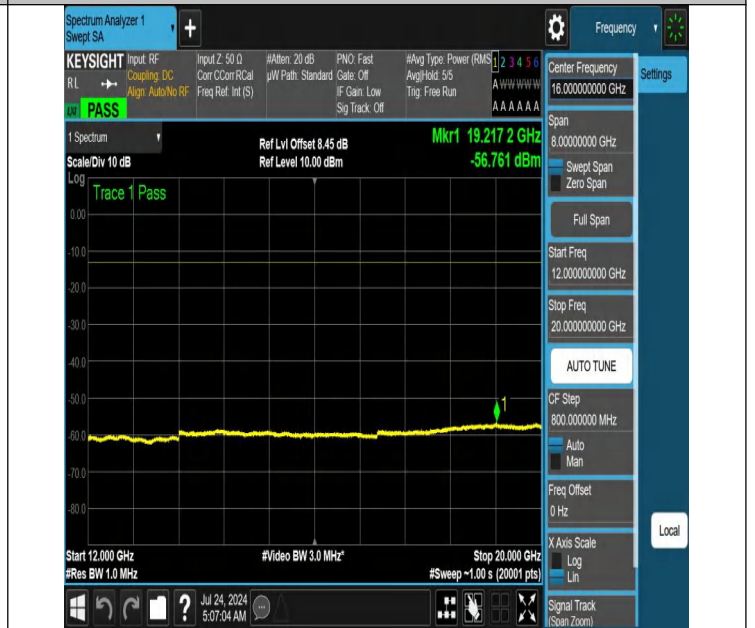 Spectrum Analyzer 1
Swept SA
+
Frequency
KEYSIGHT
RL
PASS
Input: RF
Coupling: DC
Align: Auto/No RF
Input Z: 50 Ω
Corr CCorr RCal
Freq Ref: Int (S)
#Atten: 20 dB
µW Path: Standard
PNO: Fast
Gate: Off
IF Gain: Low
Sig Track: Off
#Avg Type: Power (RMS
Avg|Hold: 5/5
Trig: Free Run
1 2 3 4 5 6
A W W W W W
A A A A A A
Center Frequency
16.000000000 GHz
Settings
1 Spectrum
Scale/Div 10 dB
Ref Lvl Offset 8.45 dB
Ref Level 10.00 dBm
Mkr1 19.217 2 GHz
-56.761 dBm
Span
8.00000000 GHz
Swept Span
Zero Span
Full Span
Start Freq
12.000000000 GHz
Stop Freq
20.000000000 GHz
AUTO TUNE
CF Step
800.000000 MHz
Auto
Man
Freq Offset
0 Hz
X Axis Scale
Log
Lin
Signal Track
(Span Zoom)
Local
Log
Trace 1 Pass
0.00
-10.0
-20.0
-30.0
-40.0
-50.0
-60.0
-70.0
-80.0
1
Start 12.000 GHz
#Res BW 1.0 MHz
#Video BW 3.0 MHz*
Stop 20.000 GHz
#Sweep ~1.00 s (20001 pts)
?
Jul 24, 2024
5:07:04 AM